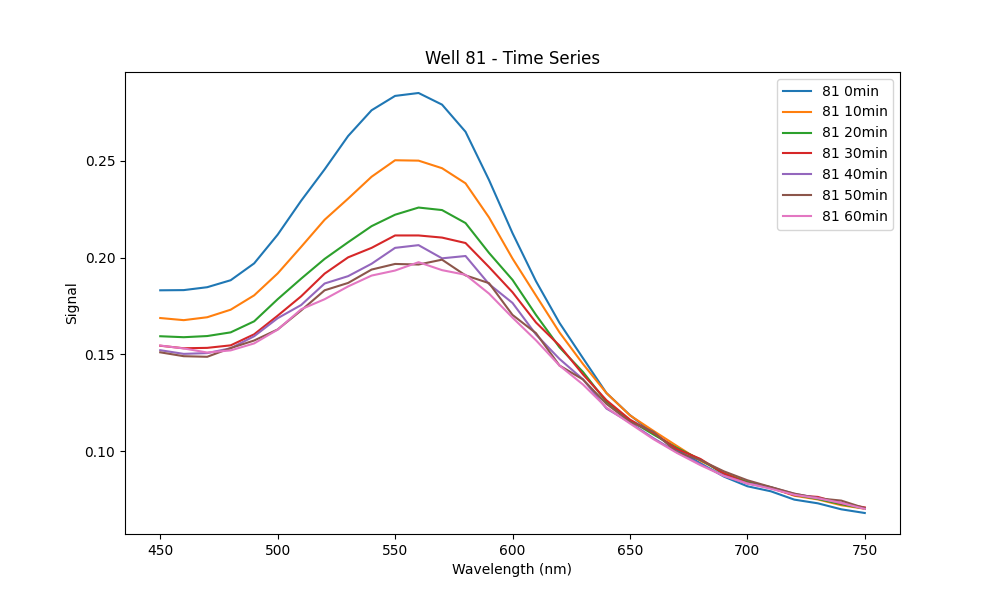 Well 81 - Time Series
81 0min
81 10min
81 20min
81 30min
81 40min
81 50min
81 60min
Signal
0.25
0.20
0.15
0.10
450 500 550 600 650 700 750
Wavelength (nm)